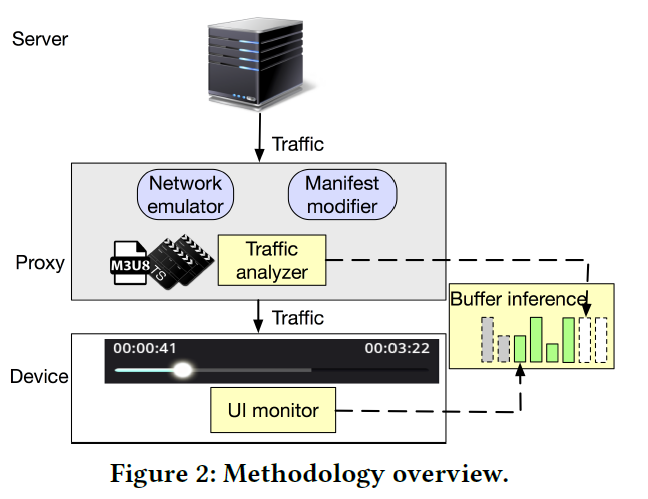 Server
Traffic
Network
emulator
Manifest
modifier
Proxy
M3U8
TS
Traffic
analyzer
Buffer inference
Traffic
Device
00:00:41
00:03:22
UI monitor
Figure 2: Methodology overview.